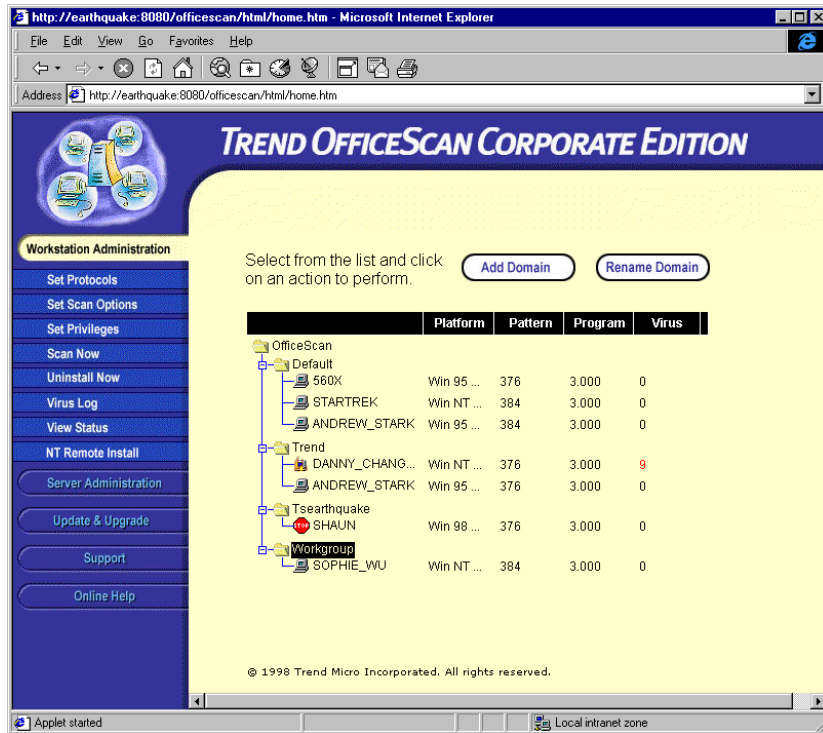 http://earthquake:8080/officescan/html/home.htm - Microsoft Internet Explorer
File Edit View Go Favorites Help
Address http://earthquake:8080/officescan/html/home.htm
TREND OFFICESCAN CORPORATE EDITION
Workstation Administration
Set Protocols
Set Scan Options
Set Privileges
Scan Now
Uninstall Now
Virus Log
View Status
NT Remote Install
Server Administration
Update & Upgrade
Support
Online Help
Select from the list and click
on an action to perform.
Add Domain
Rename Domain
Platform Pattern Program Virus
OfficeScan
Default
560X Win 95 ... 376 3.000 0
STARTREK Win NT ... 384 3.000 0
ANDREW_STARK Win 95 ... 384 3.000 0
Trend
DANNY_CHANG... Win NT ... 376 3.000 9
ANDREW_STARK Win 95 ... 376 3.000 0
Tsearthquake
STOP SHAUN Win 98 ... 376 3.000 0
Workgroup
SOPHIE_WU Win NT ... 384 3.000 0
© 1998 Trend Micro Incorporated. All rights reserved.
Applet started
Local intranet zone